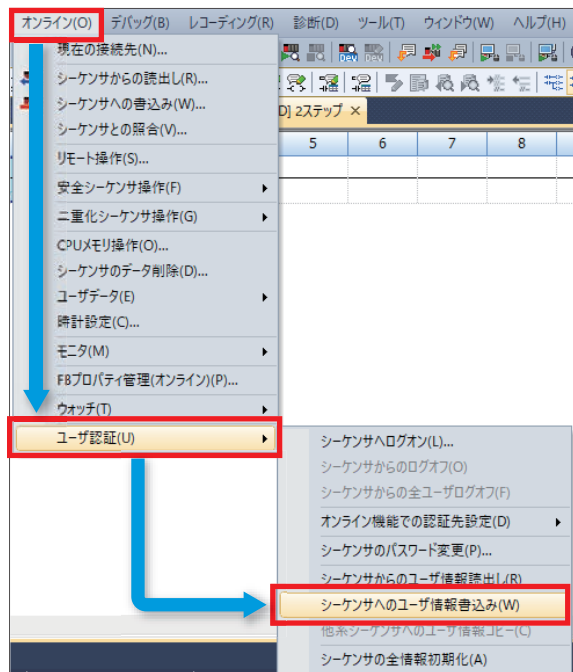 オンライン(O) デバッグ(B) レコーディング(R) 診断(D) ツール(T) ウィンドウ(W) ヘルプ(H)
現在の接続先(N)...
シーケンサからの読出し(R)...
シーケンサへの書込み(W)...
D] 2ステップ ×
シーケンサとの照合(V)...
5 6 7 8
リモート操作(S)...
安全シーケンサ操作(F)
二重化シーケンサ操作(G)
CPUメモリ操作(O)...
シーケンサのデータ削除(D)...
ユーザデータ(E)
時計設定(C)...
モニタ(M)
FBプロパティ管理(オンライン)(P)...
ウォッチ(T)
ユーザ認証(U)
シーケンサへログオン(L)...
シーケンサからのログオフ(O)
シーケンサからの全ユーザログオフ(F)
オンライン機能での認証先設定(D)
シーケンサのパスワード変更(P)...
シーケンサからのユーザ情報読出し(R)
シーケンサへのユーザ情報書込み(W)
他系シーケンサへのユーザ情報コピー(C)
シーケンサの全情報初期化(A)